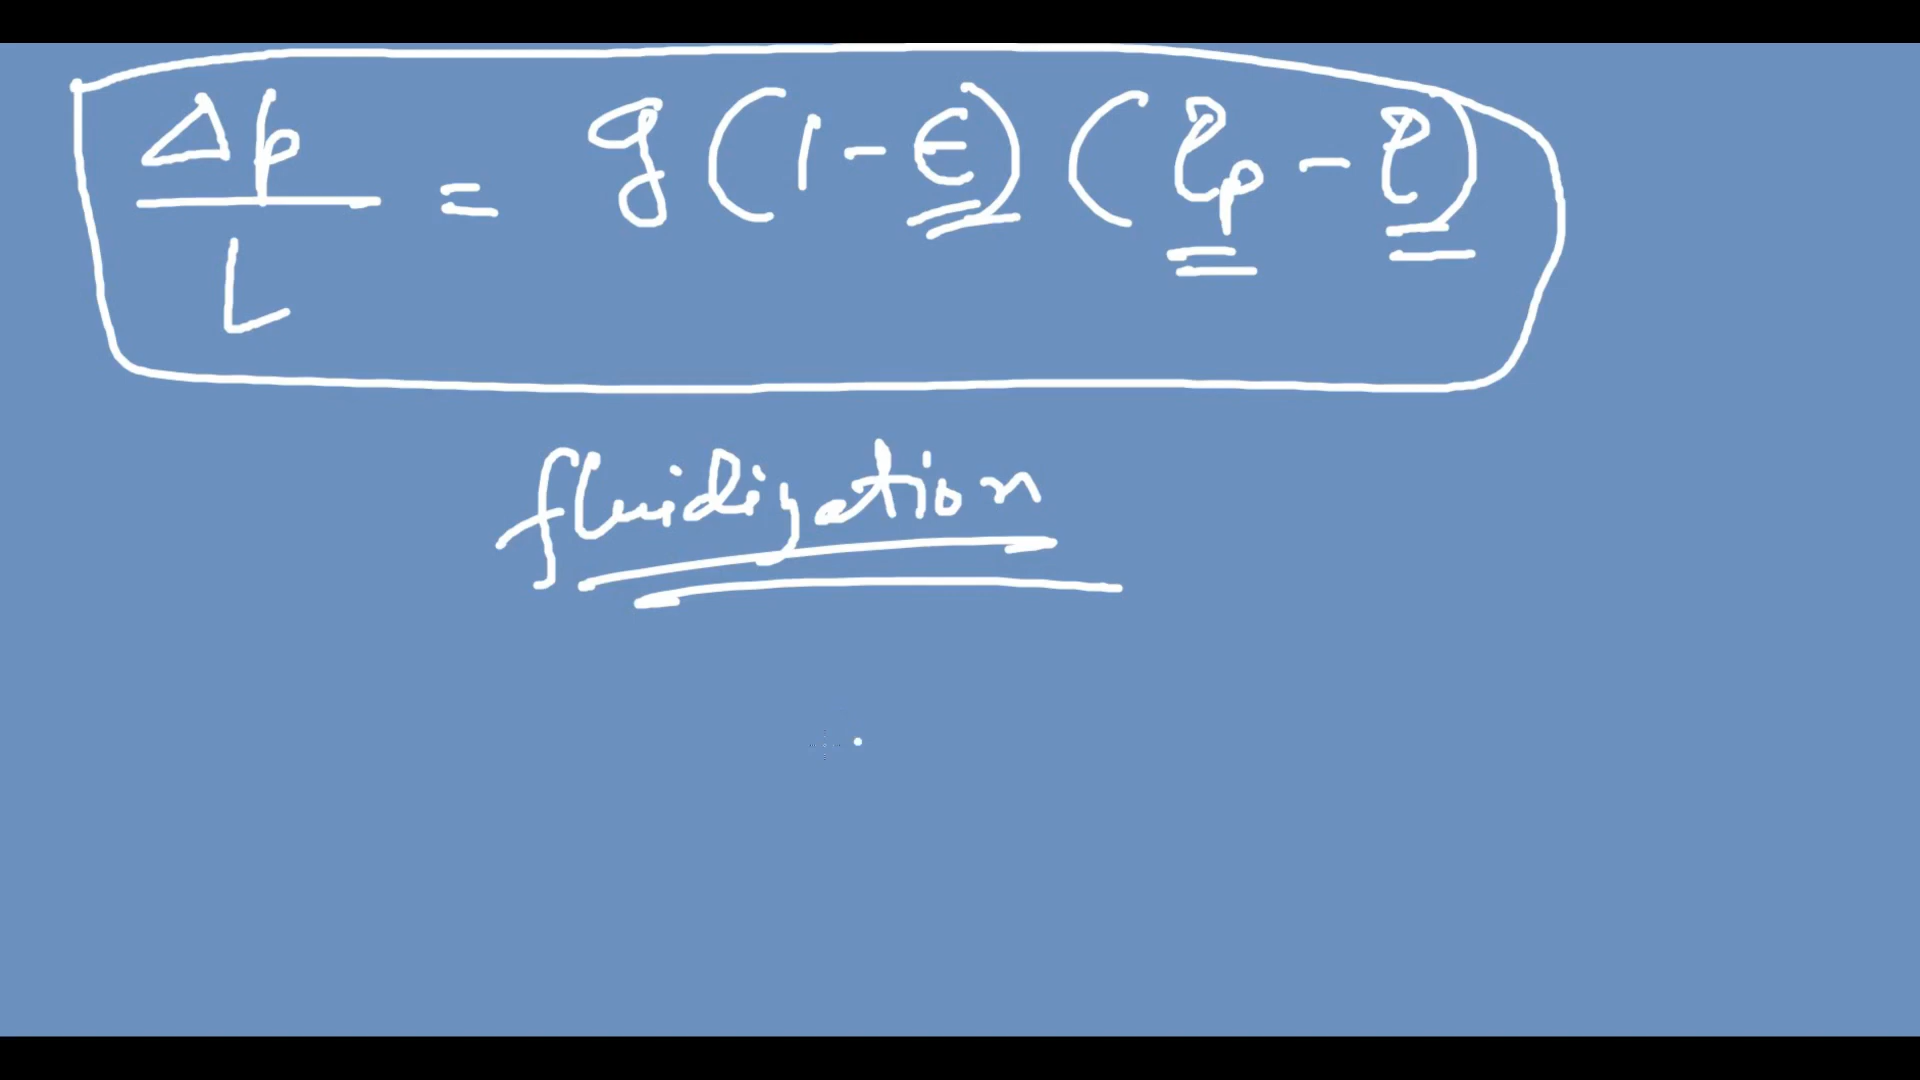 Δp/L = g(1-ϵ)(ρp-ρ)
fluidization